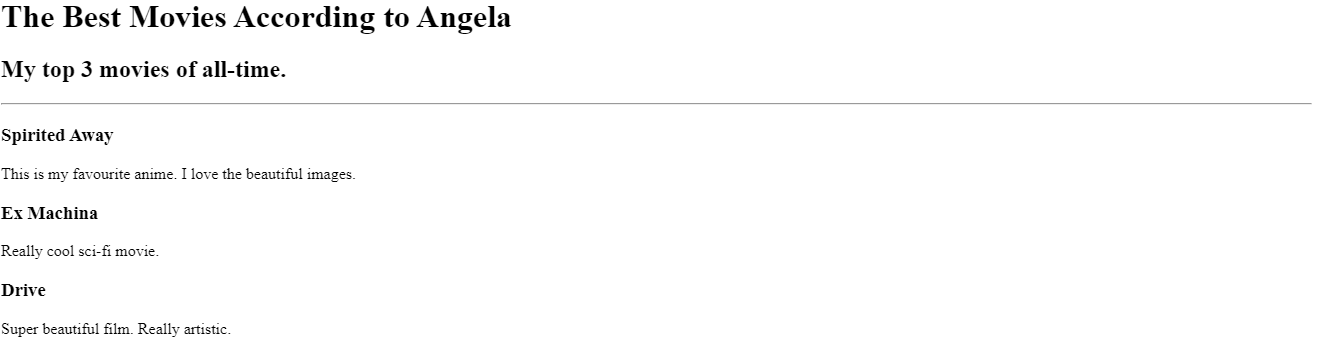 The Best Movies According to Angela
My top 3 movies of all-time.
Spirited Away
This is my favourite anime. I love the beautiful images.
Ex Machina
Really cool sci-fi movie.
Drive
Super beautiful film. Really artistic.